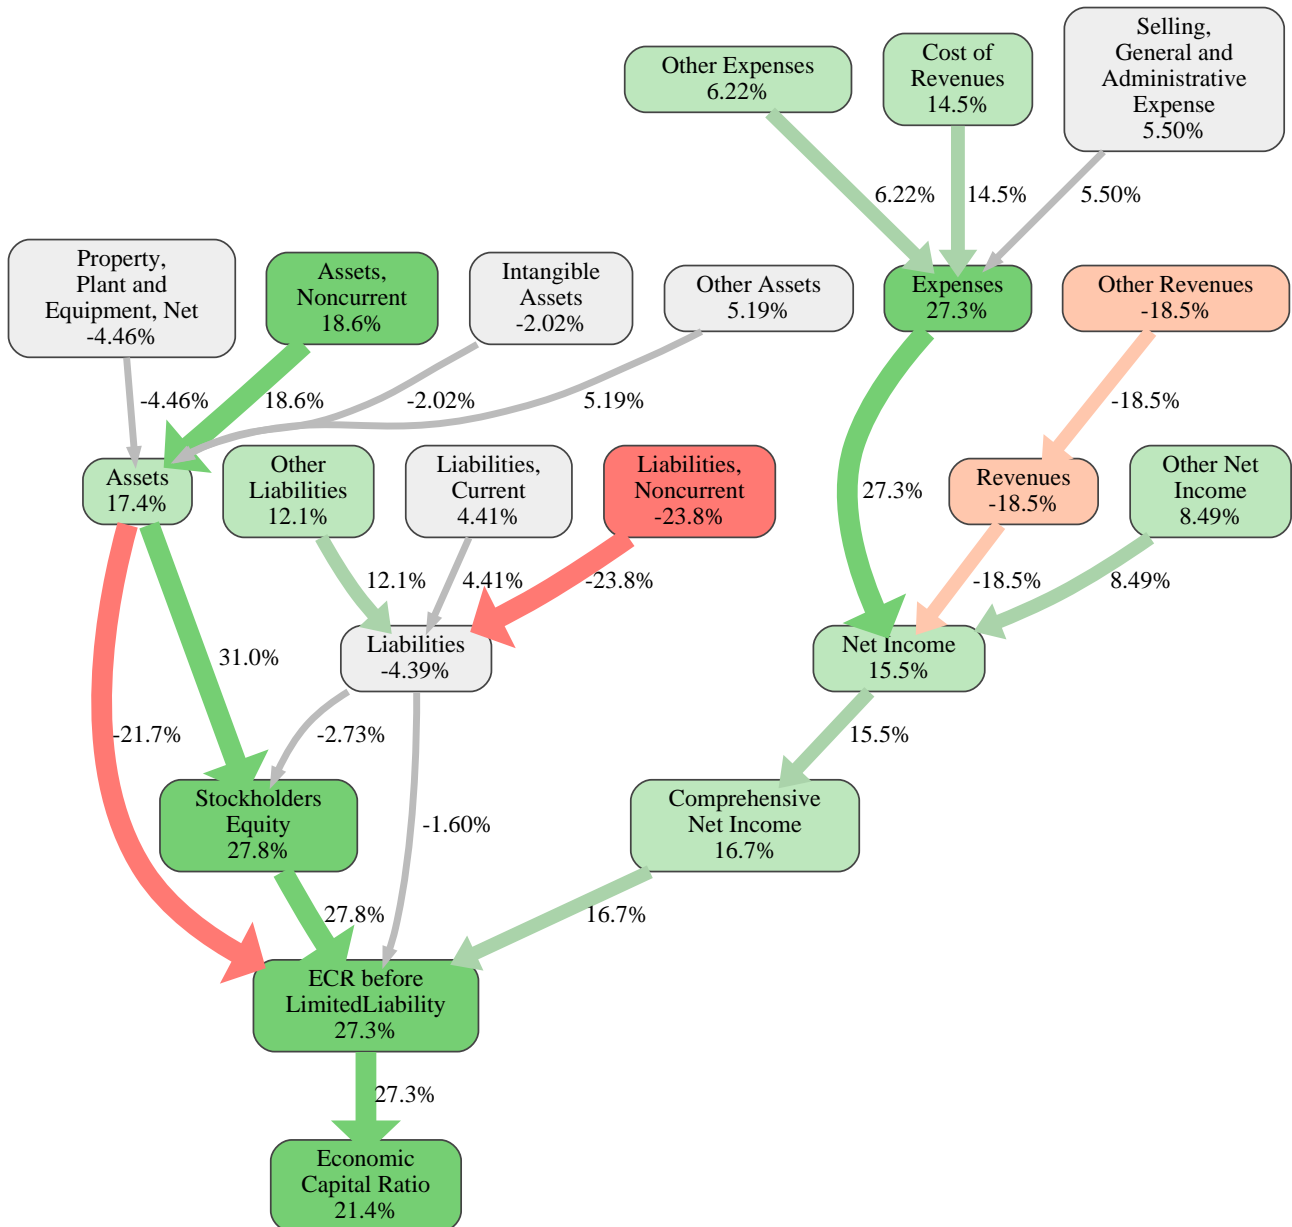 Other Expenses
6.22%
Cost of
Revenues
14.5%
Selling,
General and
Administrative
Expense
5.50%
6.22%
14.5%
5.50%
Property,
Plant and
Equipment, Net
-4.46%
Assets,
Noncurrent
18.6%
Intangible
Assets
-2.02%
Other Assets
5.19%
Expenses
27.3%
Other Revenues
-18.5%
-4.46%
18.6%
-2.02%
5.19%
-18.5%
Assets
17.4%
Other
Liabilities
12.1%
Liabilities,
Current
4.41%
Liabilities,
Noncurrent
-23.8%
27.3%
Revenues
-18.5%
Other Net
Income
8.49%
12.1%
4.41%
-23.8%
-18.5%
8.49%
31.0%
Liabilities
-4.39%
Net Income
15.5%
-21.7%
-2.73%
15.5%
Stockholders
Equity
27.8%
-1.60%
Comprehensive
Net Income
16.7%
27.8%
16.7%
ECR before
LimitedLiability
27.3%
27.3%
Economic
Capital Ratio
21.4%